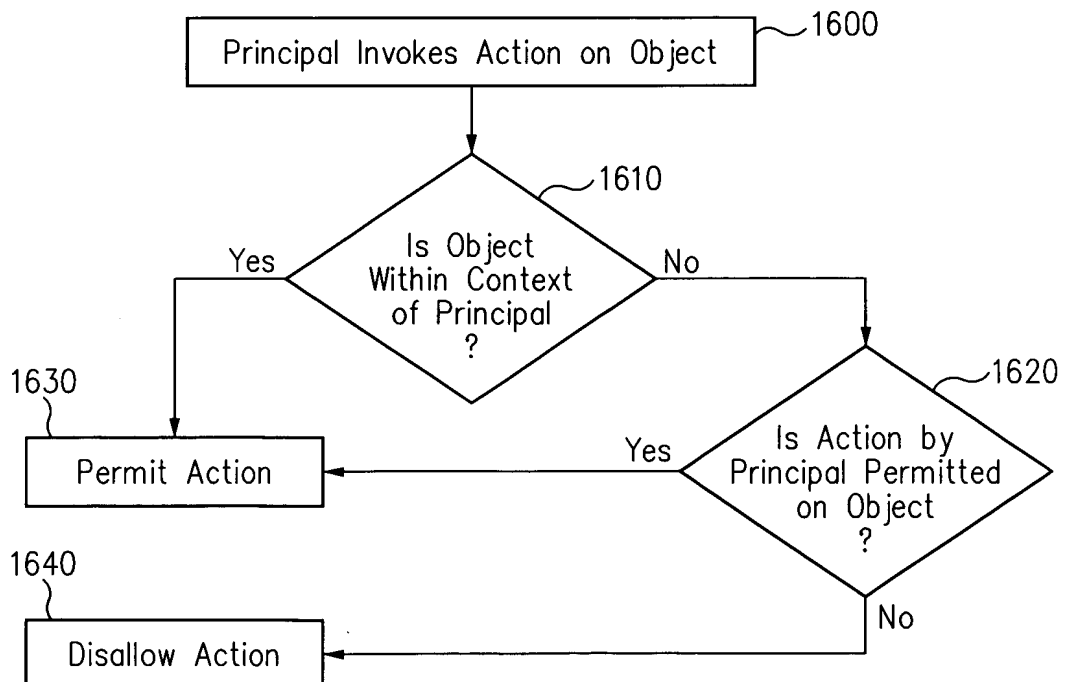 1600
Principal Invokes Action on Object
1610
Is Object
Within Context
of Principal
?
Yes
No
1620
Is Action by
Principal Permitted
on Object
?
Yes
No
1630
Permit Action
1640
Disallow Action